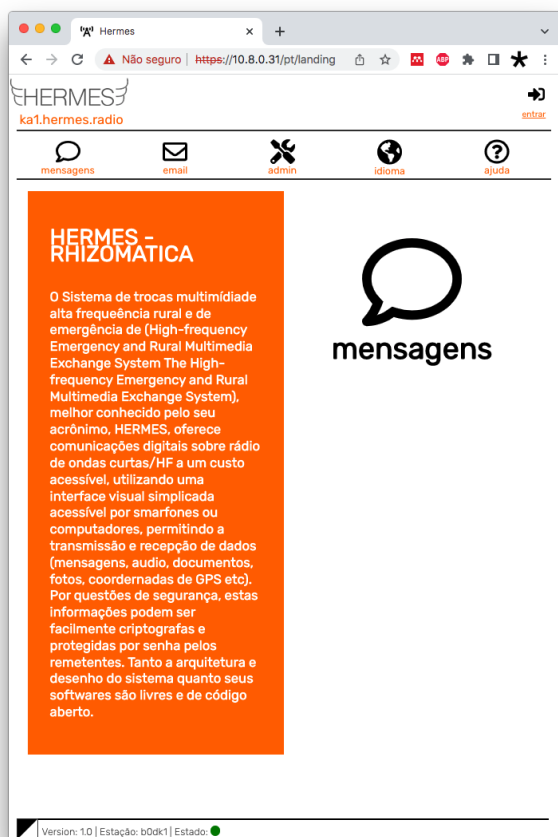 Hermes
Não seguro | https://10.8.0.31/pt/landing
ABP
HERMES
ka1.hermes.radio
entrar
mensagens
email
admin
idioma
ajuda
HERMES –
RHIZOMATICA
O Sistema de trocas multimídiade
alta frequeência rural e de
emergência de (High-frequency
Emergency and Rural Multimedia
Exchange System The High-
frequency Emergency and Rural
Multimedia Exchange System),
melhor conhecido pelo seu
acrônimo, HERMES, oferece
comunicações digitais sobre rádio
de ondas curtas/HF a um custo
acessível, utilizando uma
interface visual simplicada
acessível por smarfones ou
computadores, permitindo a
transmissão e recepção de dados
(mensagens, audio, documentos,
fotos, coordernadas de GPS etc).
Por questões de segurança, estas
informações podem ser
facilmente criptografas e
protegidas por senha pelos
remetentes. Tanto a arquitetura e
desenho do sistema quanto seus
softwares são livres e de código
aberto.
mensagens
Version: 1.0 | Estação: b0dk1 | Estado: